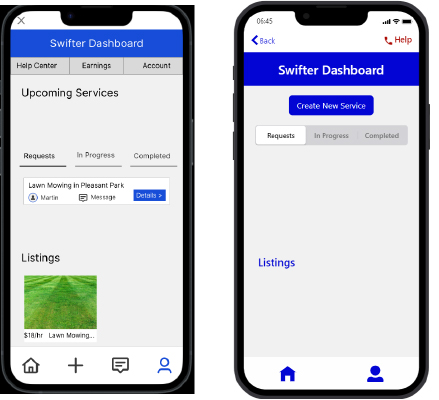 Swifter Dashboard
Help Center Earnings Account
Upcoming Services
Requests In Progress Completed
Lawn Mowing in Pleasant Park
Martin Message Details >
Listings
$18/hr Lawn Mowing...
06:45
Back Help
Swifter Dashboard
Create New Service
Requests In Progress Completed
Listings